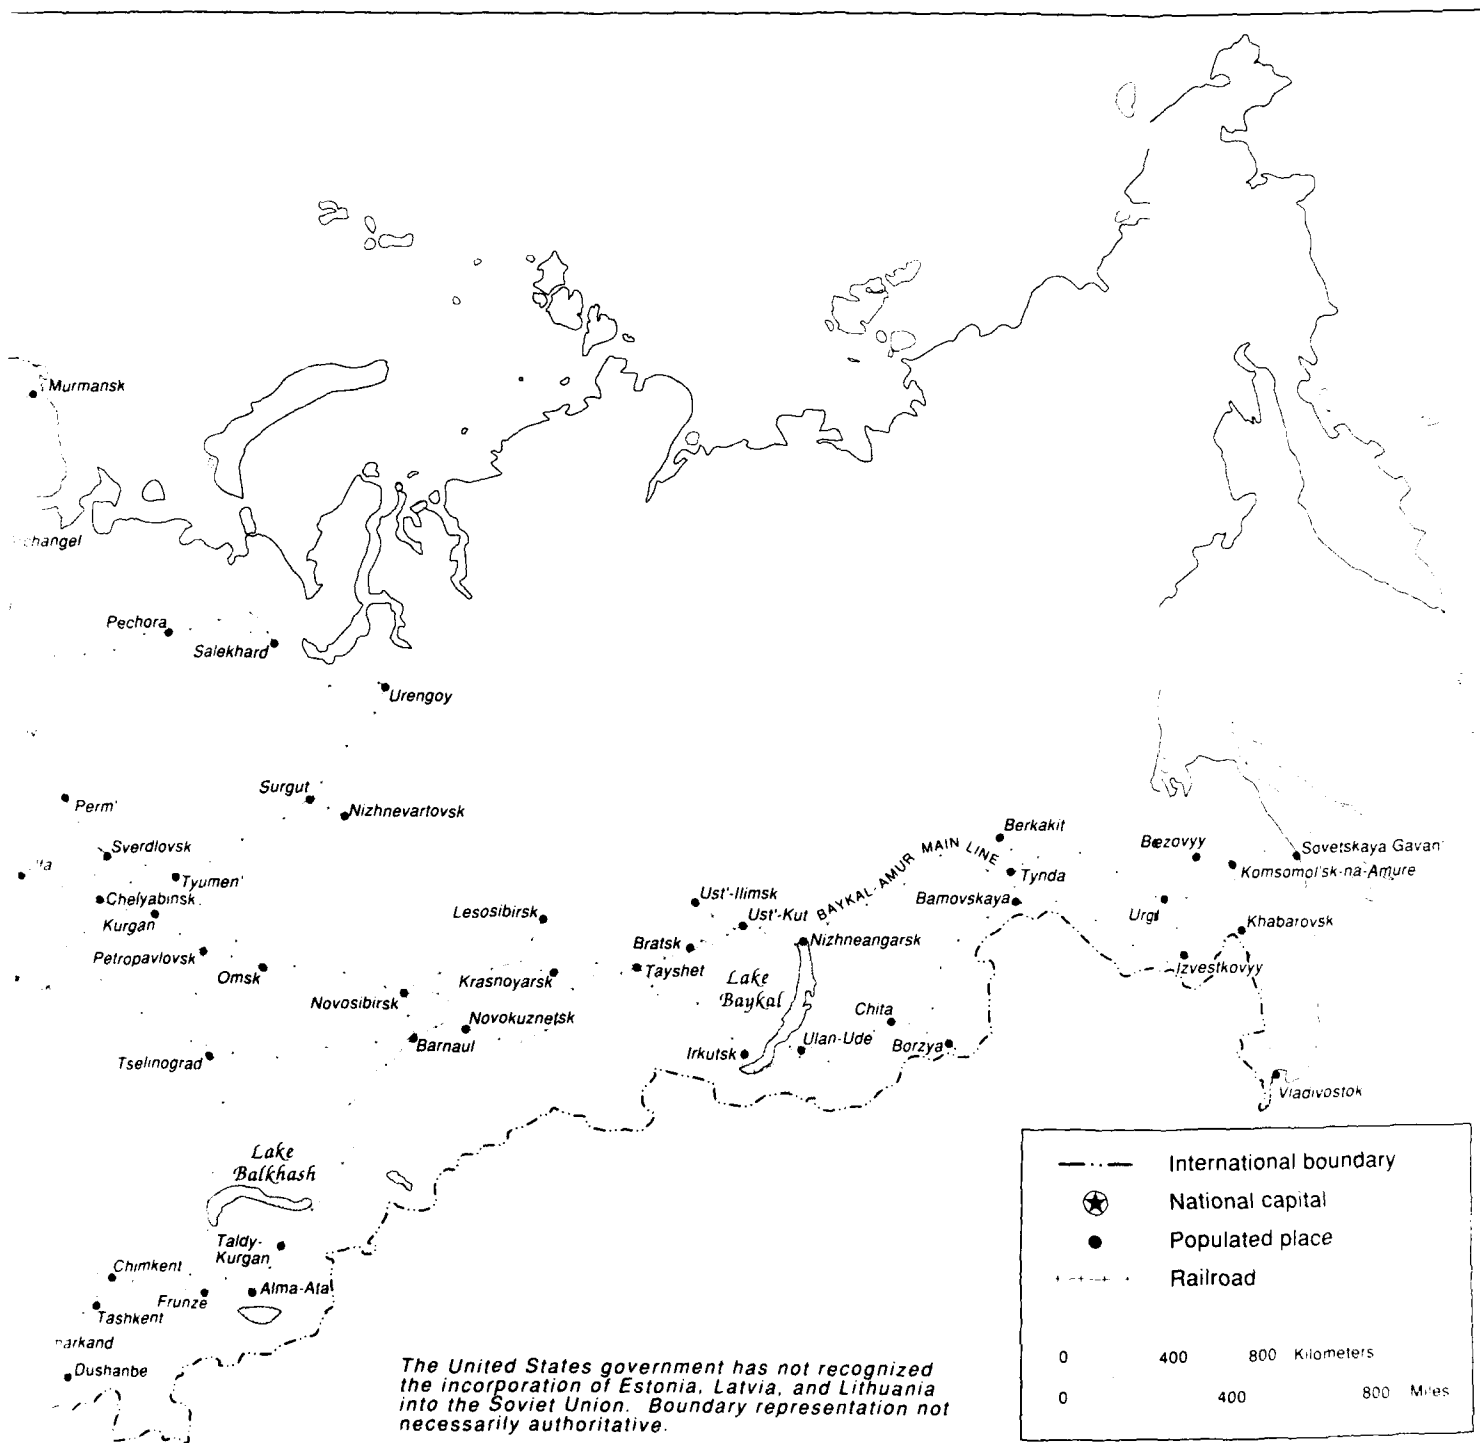 Murmansk
changel
Pechora
Salekhard
Urengoy
Surgut
Nizhnevartovsk
Perm'
Sverdlovsk
Tyumen'
Chelyabinsk
Kurgan
Petropavlovsk
Omsk
Lesosibirsk
Krasnoyarsk
Novosibirsk
Novokuznetsk
Barnaul
Tselinograd
Ust'-Ilimsk
Ust'-Kut
Bratsk
Tayshet
Nizhneangarsk
BAYKAL-AMUR MAIN LINE
Lake
Baykal
Irkutsk
Ulan-Ude
Chita
Borzya
Berkakit
Tynda
Bamovskaya
Bezovyy
Sovetskaya Gavan'
Komsomol'sk-na-Amure
Urgl
Khabarovsk
Izvestkovyy
Vladivostok
Lake
Balkhash
Taldy-
Kurgan
Chimkent
Frunze
Alma-Ata
Tashkent
arkand
Dushanbe
International boundary
National capital
Populated place
Railroad
0 400 800 Kilometers
0 400 800 Miles
The United States government has not recognized
the incorporation of Estonia, Latvia, and Lithuania
into the Soviet Union. Boundary representation not
necessarily authoritative.